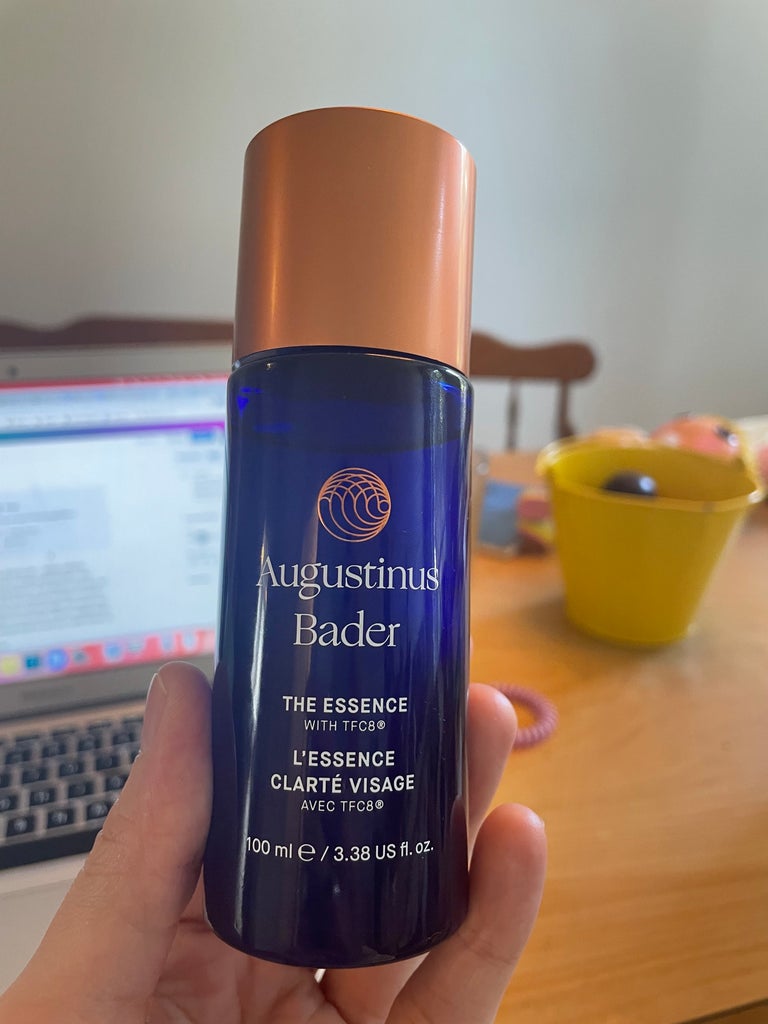 Augustinus
Bader
THE ESSENCE
WITH TFC8®
L'ESSENCE
CLARTÉ VISAGE
AVEC TFC8®
100 ml ℮ / 3.38 US fl. oz.